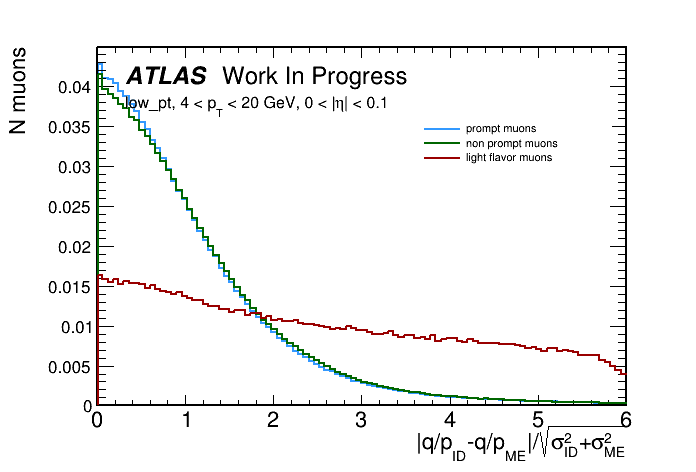 N muons
ATLAS Work In Progress
low_pt, 4 < p_T < 20 GeV, 0 < |η| < 0.1
prompt muons
non prompt muons
light flavor muons
0.04
0.035
0.03
0.025
0.02
0.015
0.01
0.005
0
0 1 2 3 4 5 6
|q/p_ID-q/p_ME|/√σ²_ID+σ²_ME